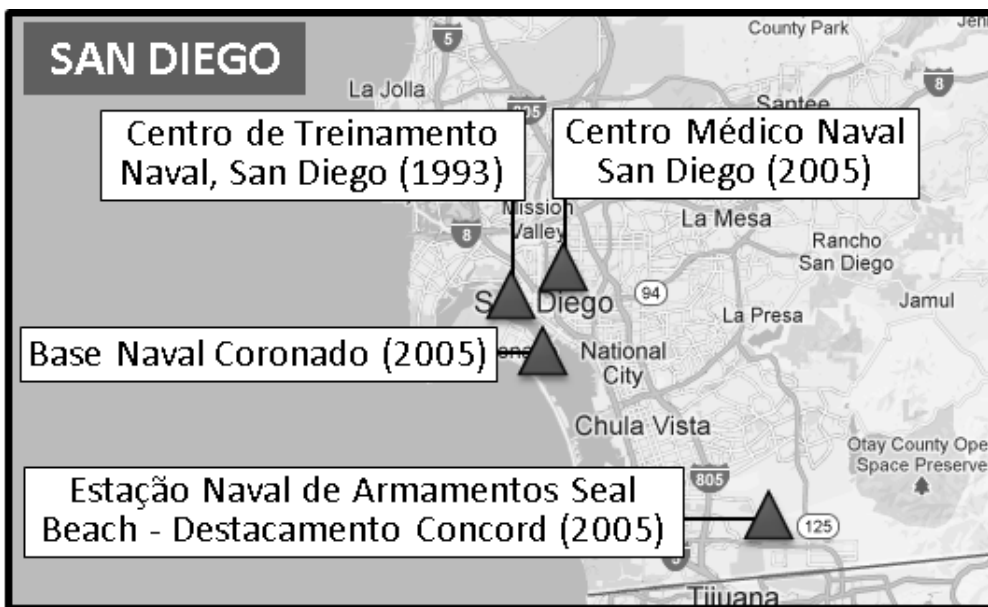 SAN DIEGO
5
County Park
La Jolla
8
805
Santee
Centro de Treinamento
Naval, San Diego (1993)
Centro Médico Naval
San Diego (2005)
Mission
Valley
8
La Mesa
Rancho
San Diego
94
Diego
Jamul
La Presa
Base Naval Coronado (2005)
National
City
Chula Vista
Otay County Ope
Space Preserve
805
Estação Naval de Armamentos Seal
Beach - Destacamento Concord (2005)
125
5
Tijuana